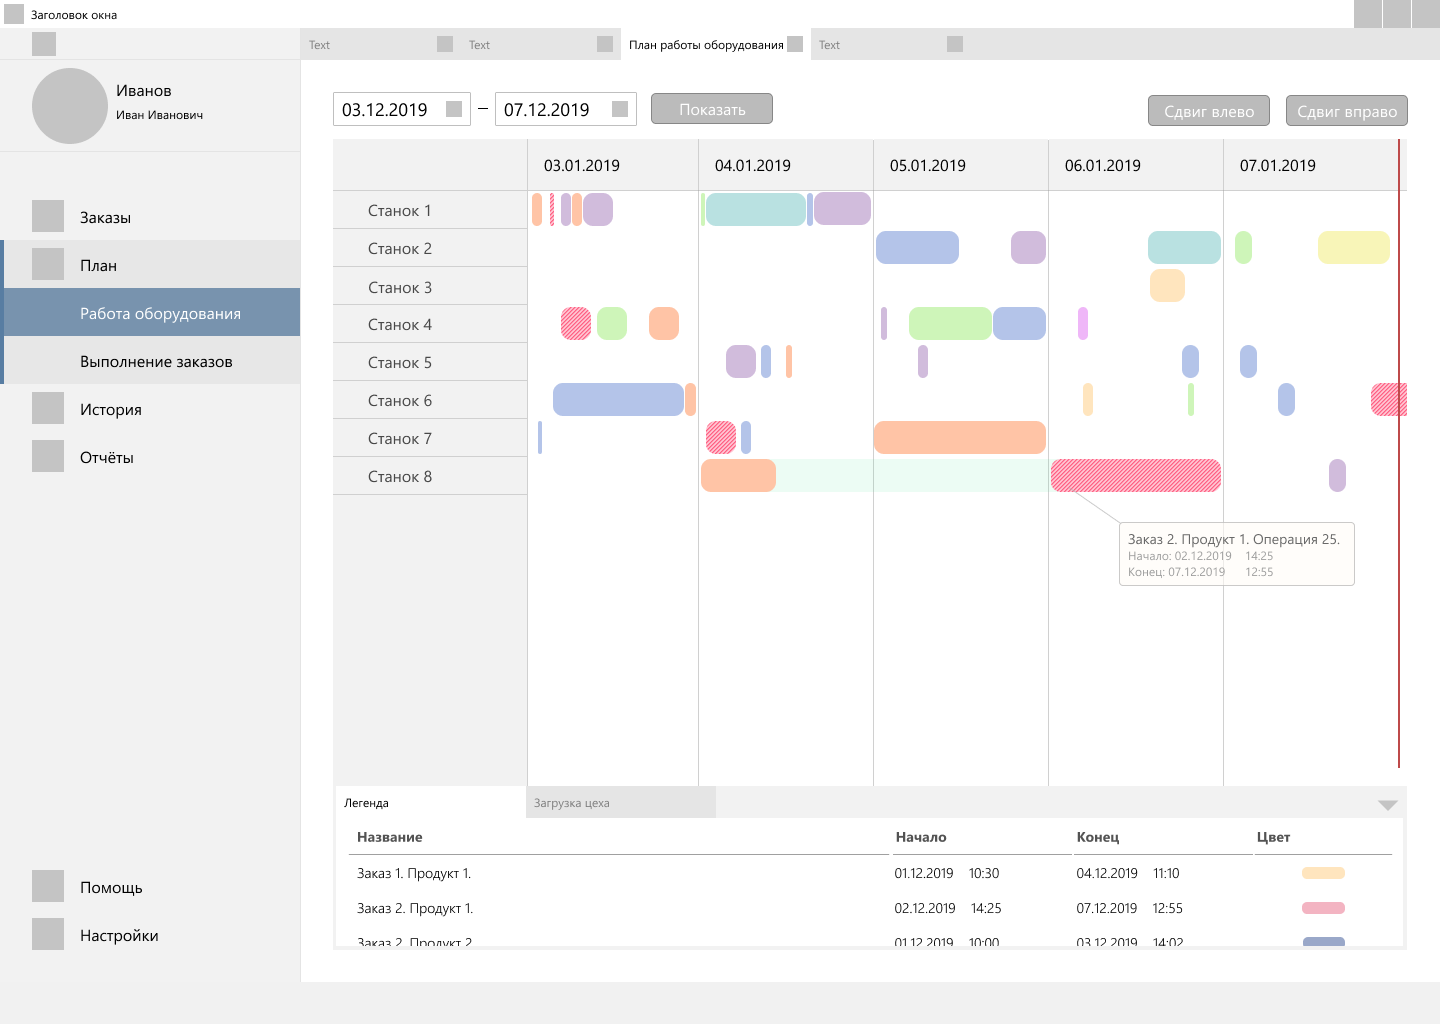 Заголовок окна
Text
Text
План работы оборудования
Text
Иванов
Иван Иванович
Заказы
План
Работа оборудования
Выполнение заказов
История
Отчёты
Помощь
Настройки
03.12.2019 – 07.12.2019 Показать Сдвиг влево Сдвиг вправо
03.01.2019 04.01.2019 05.01.2019 06.01.2019 07.01.2019
Станок 1
Станок 2
Станок 3
Станок 4
Станок 5
Станок 6
Станок 7
Станок 8
Заказ 2. Продукт 1. Операция 25.
Начало: 02.12.2019 14:25
Конец: 07.12.2019 12:55
Легенда Загрузка цеха
Название Начало Конец Цвет
Заказ 1. Продукт 1. 01.12.2019 10:30 04.12.2019 11:10
Заказ 2. Продукт 1. 02.12.2019 14:25 07.12.2019 12:55
Заказ 2. Продукт 2. 01.12.2019 10:00 03.12.2019 14:02